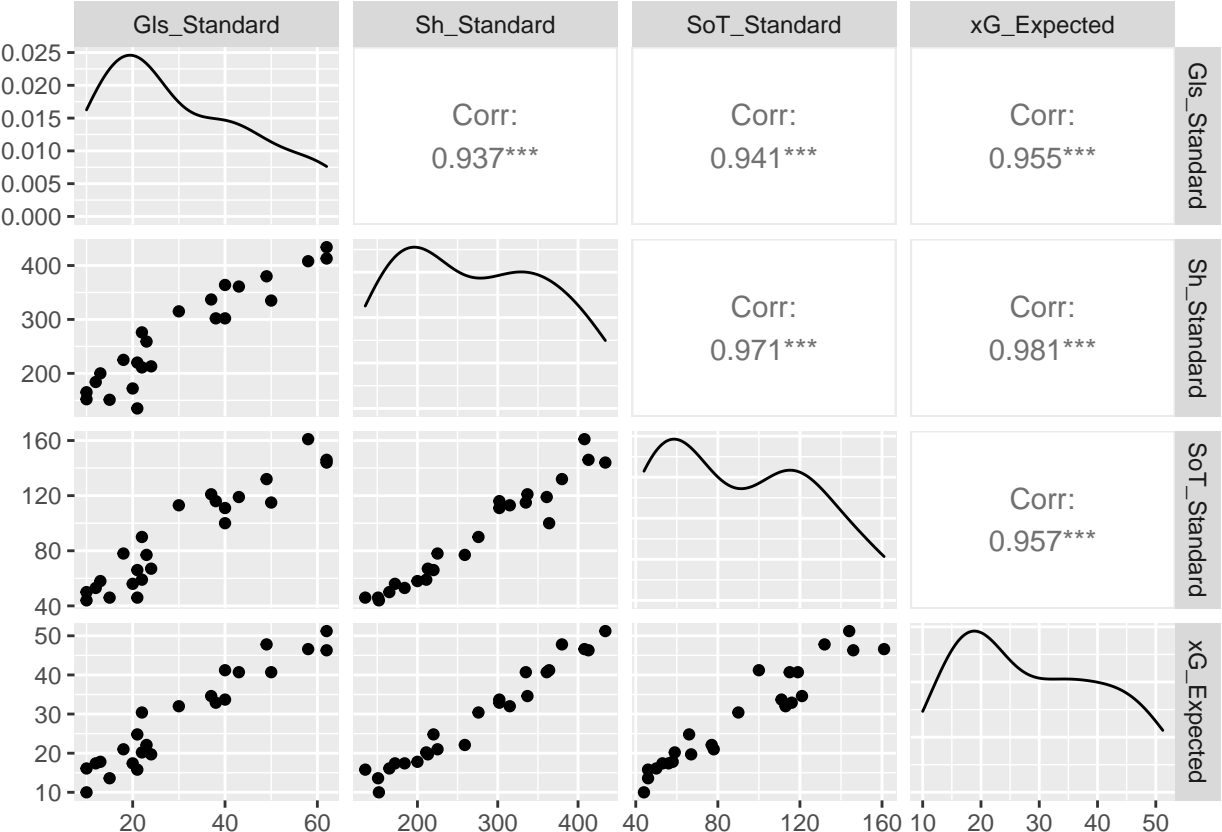 Gls_Standard Sh_Standard SoT_Standard xG_Expected
0.025
0.020
0.015
0.010
0.005
0.000
Corr:
0.937***
Corr:
0.941***
Corr:
0.955***
Gls_Standard
400
300
200
Corr:
0.971***
Corr:
0.981***
Sh_Standard
160
120
80
40
Corr:
0.957***
SoT_Standard
50
40
30
20
10
xG_Expected
20 40 60 200 300 400 40 80 120 160 10 20 30 40 50